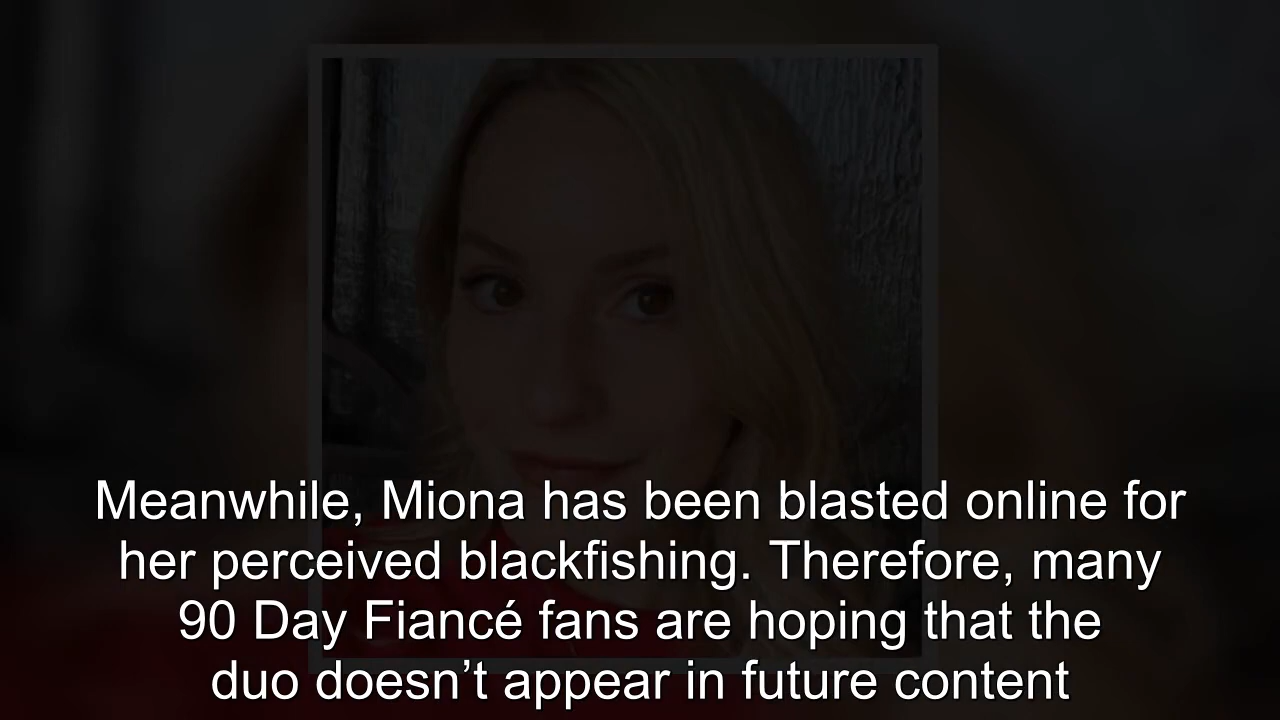 Meanwhile, Miona has been blasted online for
her perceived blackfishing. Therefore, many
90 Day Fiancé fans are hoping that the
duo doesn’t appear in future content